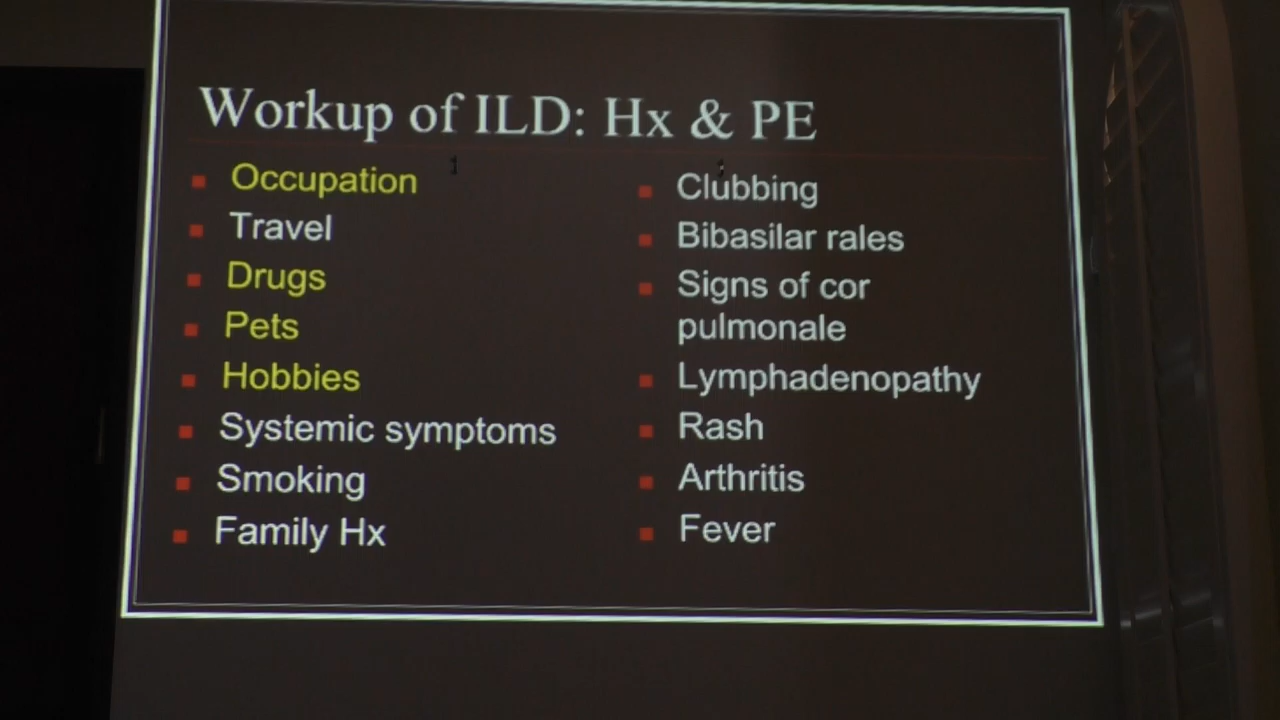 Workup of ILD: Hx & PE
Occupation
Travel
Drugs
Pets
Hobbies
Systemic symptoms
Smoking
Family Hx
Clubbing
Bibasilar rales
Signs of cor
pulmonale
Lymphadenopathy
Rash
Arthritis
Fever